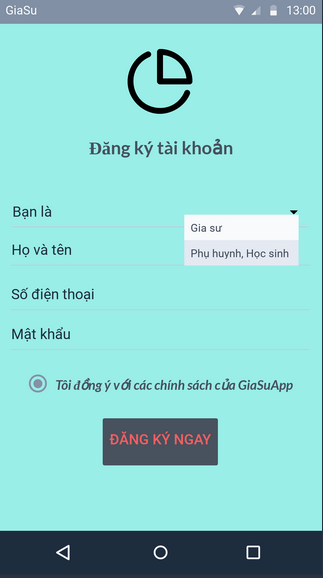 GiaSu 13:00
Đăng ký tài khoản
Bạn là
Gia sư
Họ và tên
Phụ huynh, Học sinh
Số điện thoại
Mật khẩu
Tôi đồng ý với các chính sách của GiaSuApp
ĐĂNG KÝ NGAY